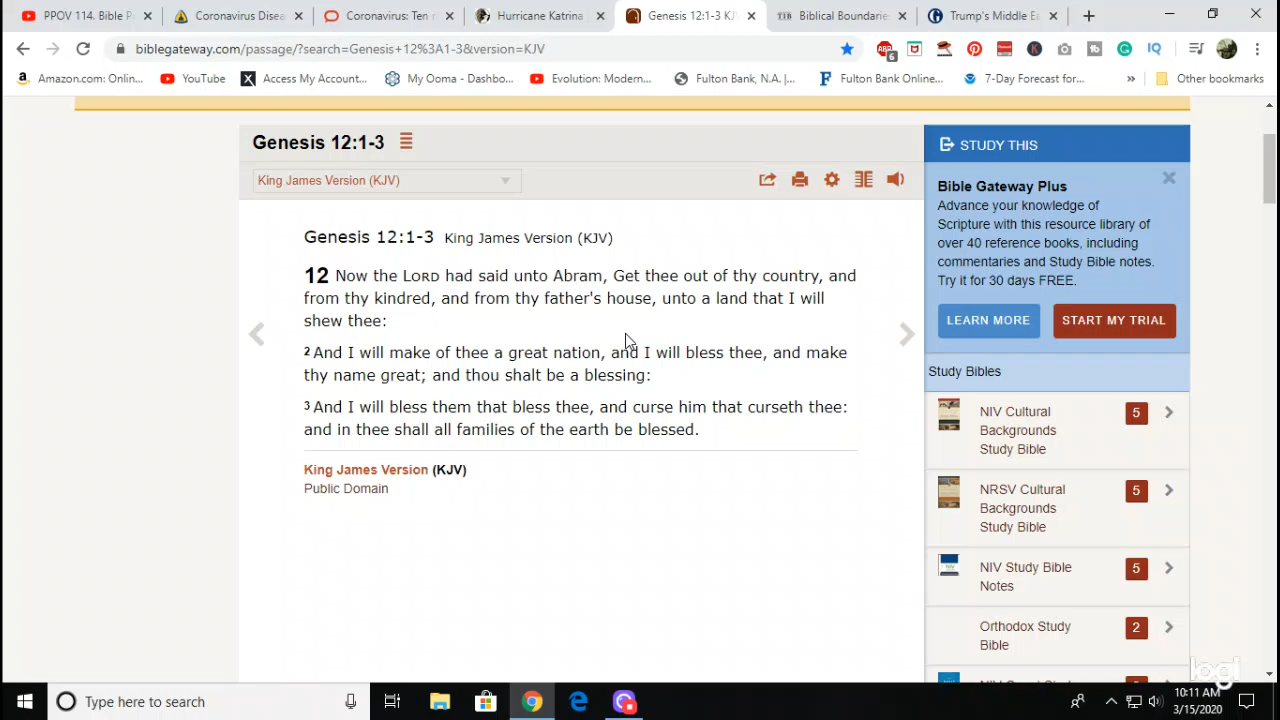 PPOV 114. Bible P
Coronavirus Disea
Coronavirus: Ten r
Hurricane Katrina
Genesis 12:1-3 KJ
TIB Biblical Boundarie
Trump's Middle Ea
biblegateway.com/passage/?search=Genesis+12%3A1-3&version=KJV
ABP 6 K IQ
Amazon.com: Onlin...
YouTube
Access My Account...
My Ooma - Dashbo...
Evolution: Modern...
Fulton Bank, N.A. |...
Fulton Bank Online...
7-Day Forecast for...
»
Other bookmarks
Genesis 12:1-3
King James Version (KJV)
Genesis 12:1-3 King James Version (KJV)
12 Now the LORD had said unto Abram, Get thee out of thy country, and
from thy kindred, and from thy father's house, unto a land that I will
shew thee:
2 And I will make of thee a great nation, and I will bless thee, and make
thy name great; and thou shalt be a blessing:
3 And I will bless them that bless thee, and curse him that curseth thee:
and in thee shall all families of the earth be blessed.
King James Version (KJV)
Public Domain
STUDY THIS
Bible Gateway Plus
Advance your knowledge of
Scripture with this resource library of
over 40 reference books, including
commentaries and Study Bible notes.
Try it for 30 days FREE.
LEARN MORE
START MY TRIAL
Study Bibles
NIV Cultural
Backgrounds
Study Bible
5
NRSV Cultural
Backgrounds
Study Bible
5
NIV Study Bible
Notes
5
Orthodox Study
Bible
2
logi
Type here to search
10:11 AM
3/15/2020